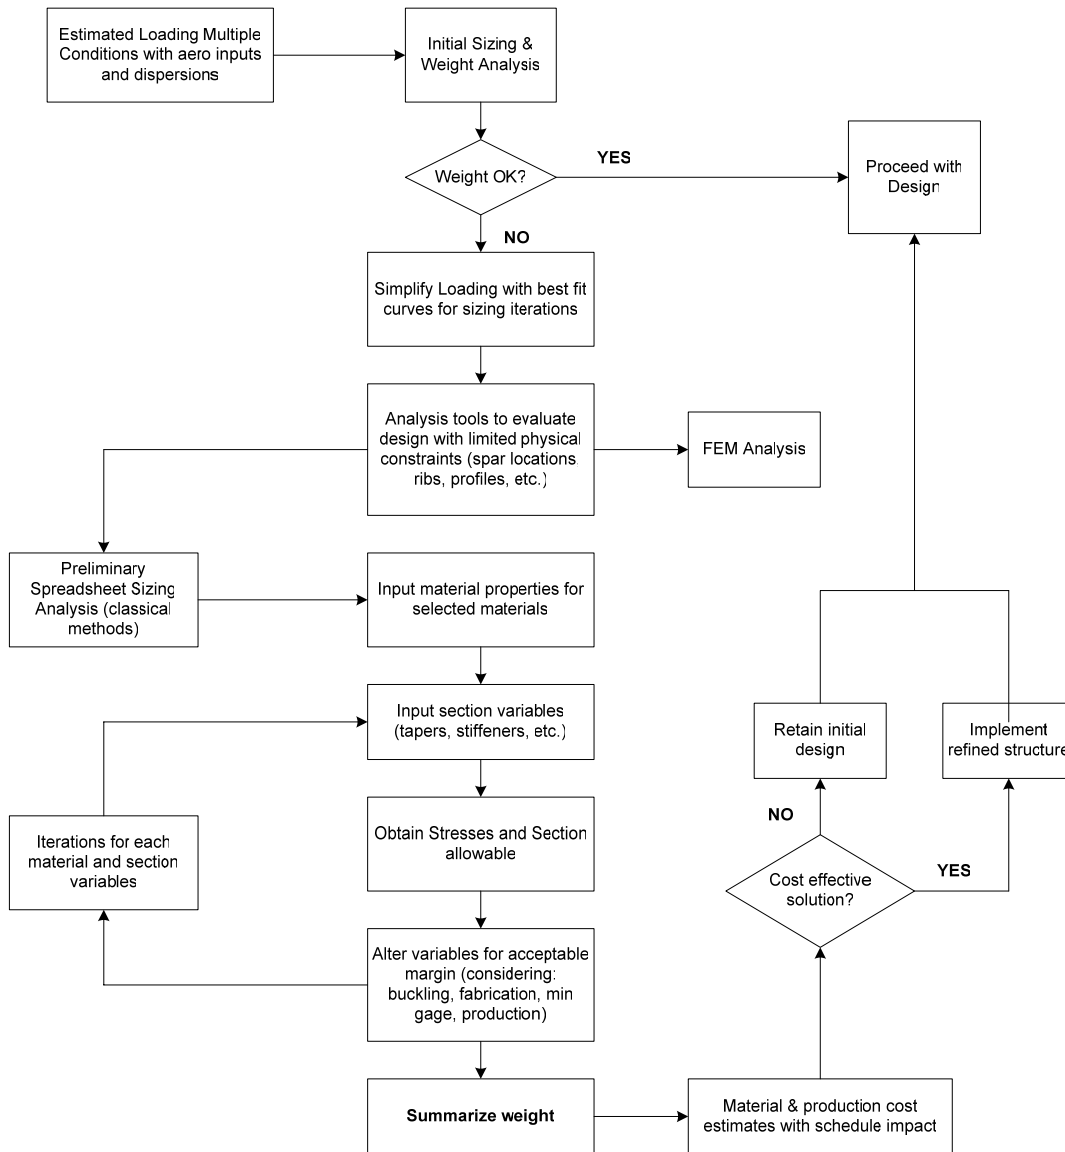 Estimated Loading Multiple
Conditions with aero inputs
and dispersions
Initial Sizing &
Weight Analysis
Weight OK?
YES
Proceed with
Design
NO
Simplify Loading with best fit
curves for sizing iterations
Analysis tools to evaluate
design with limited physical
constraints (spar locations,
ribs, profiles, etc.)
FEM Analysis
Preliminary
Spreadsheet Sizing
Analysis (classical
methods)
Input material properties for
selected materials
Input section variables
(tapers, stiffeners, etc.)
Retain initial
design
Implement
refined structure
Iterations for each
material and section
variables
Obtain Stresses and Section
allowable
NO
YES
Cost effective
solution?
Alter variables for acceptable
margin (considering:
buckling, fabrication, min
gage, production)
Summarize weight
Material & production cost
estimates with schedule impact